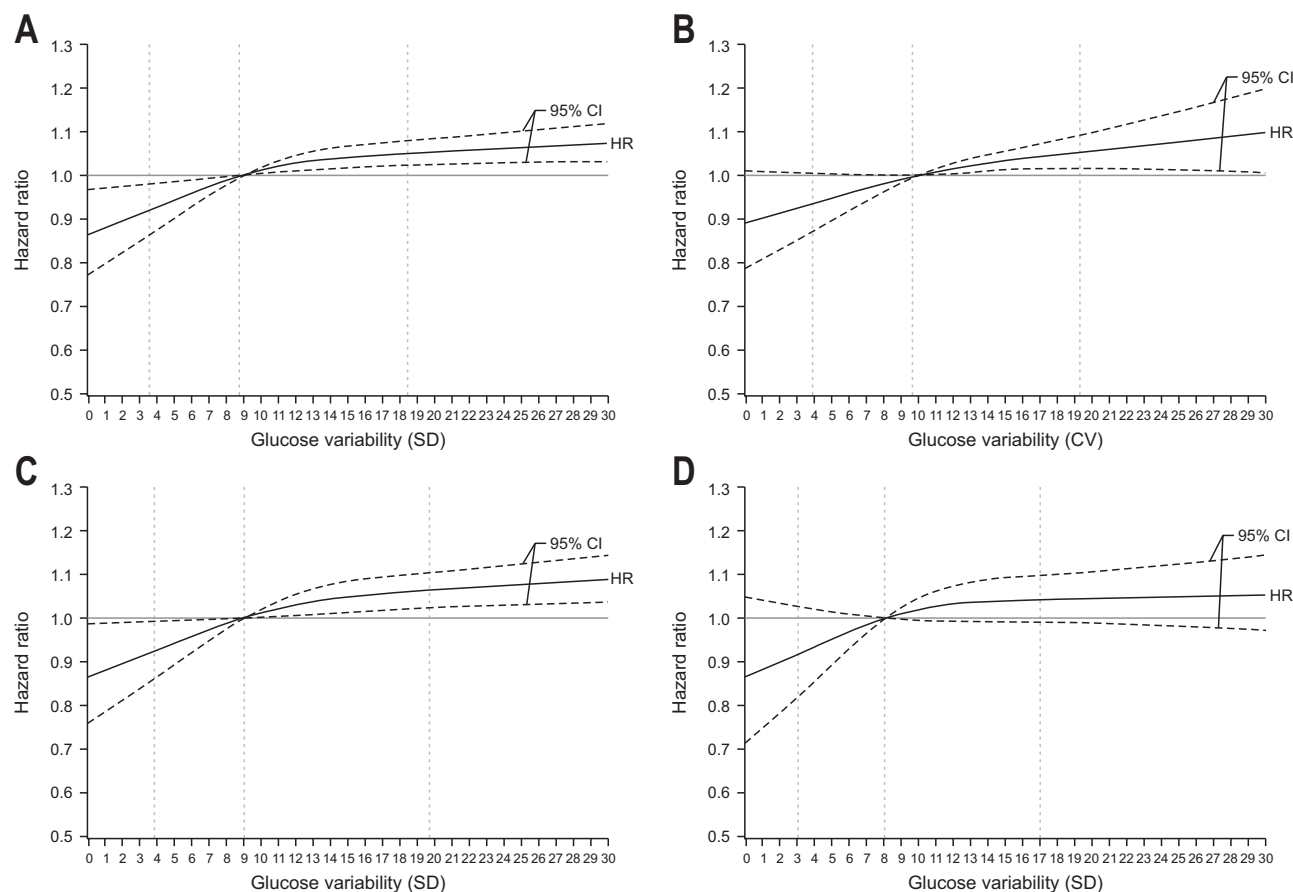 A
1.3
1.2
1.1
1.0
0.9
0.8
0.7
0.6
0.5
Hazard ratio
95% CI
HR
0 1 2 3 4 5 6 7 8 9 10 11 12 13 14 15 16 17 18 19 20 21 22 23 24 25 26 27 28 29 30
Glucose variability (SD)
B
1.3
1.2
1.1
1.0
0.9
0.8
0.7
0.6
0.5
Hazard ratio
95% CI
HR
0 1 2 3 4 5 6 7 8 9 10 11 12 13 14 15 16 17 18 19 20 21 22 23 24 25 26 27 28 29 30
Glucose variability (CV)
C
1.3
1.2
1.1
1.0
0.9
0.8
0.7
0.6
0.5
Hazard ratio
95% CI
HR
0 1 2 3 4 5 6 7 8 9 10 11 12 13 14 15 16 17 18 19 20 21 22 23 24 25 26 27 28 29 30
Glucose variability (SD)
D
1.3
1.2
1.1
1.0
0.9
0.8
0.7
0.6
0.5
Hazard ratio
95% CI
HR
0 1 2 3 4 5 6 7 8 9 10 11 12 13 14 15 16 17 18 19 20 21 22 23 24 25 26 27 28 29 30
Glucose variability (SD)